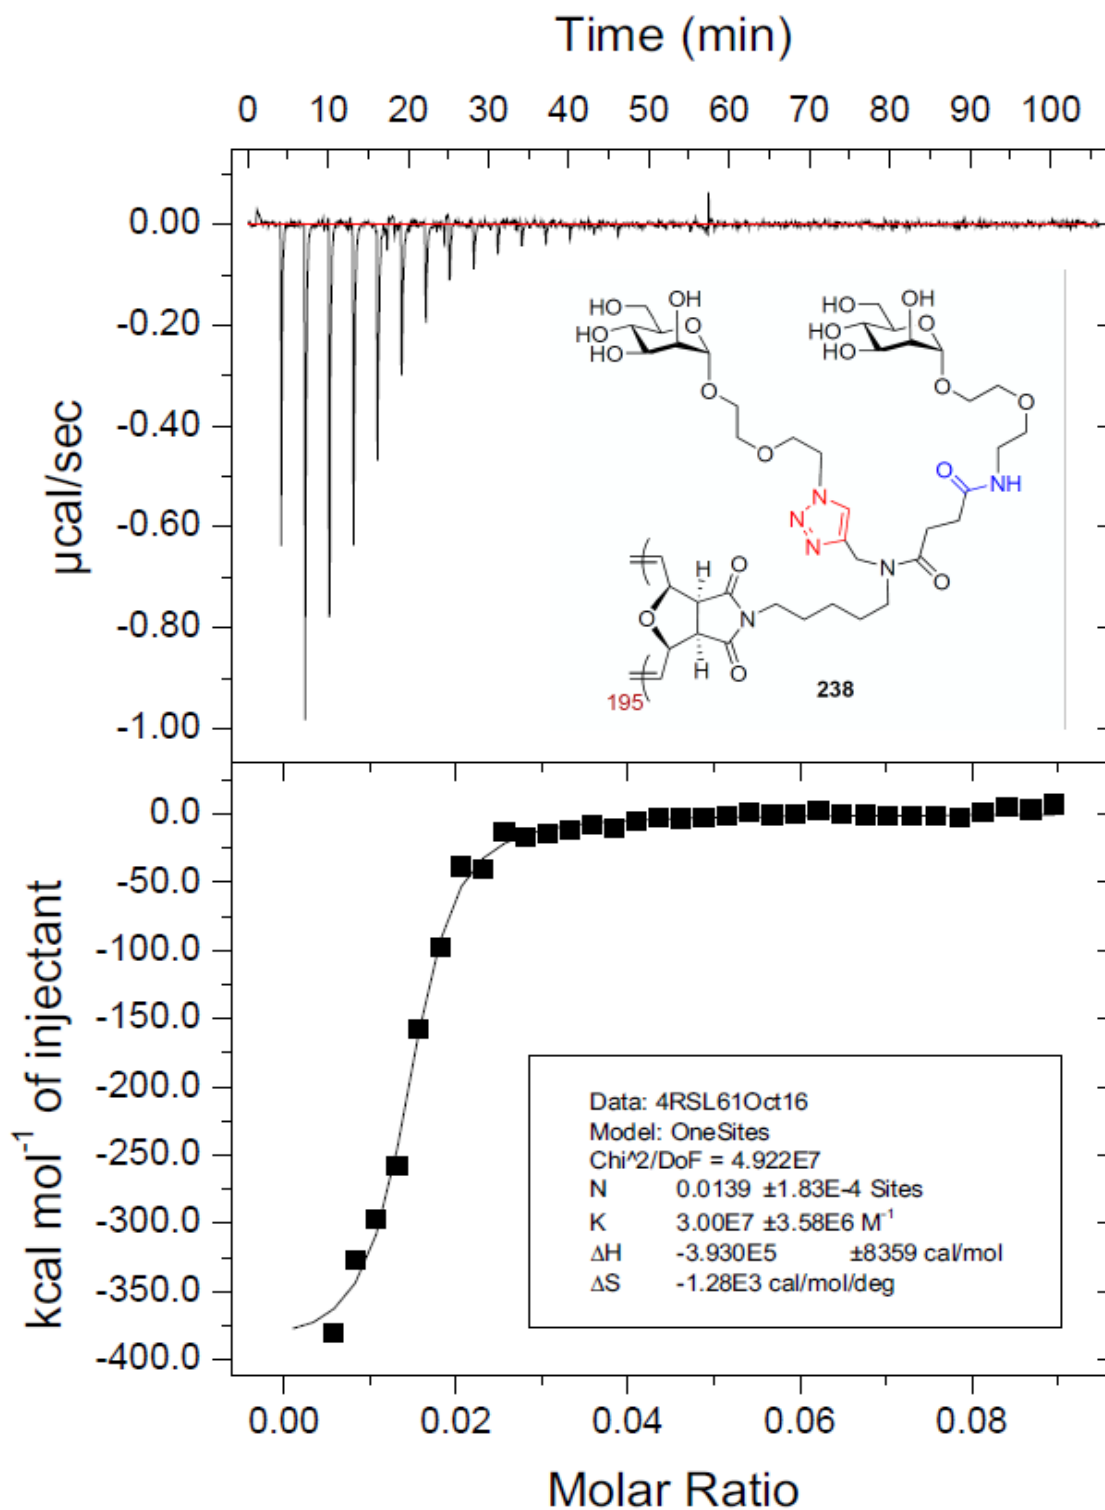 Time (min)
0 10 20 30 40 50 60 70 80 90 100
0.00
-0.20
-0.40
-0.60
-0.80
-1.00
µcal/sec
HO OH
HO O
HO
O
O
HO OH
HO O
HO
O
O
O NH
N
N
N
N
O
H O
O N
H O
195
238
0.0
-50.0
-100.0
-150.0
-200.0
-250.0
-300.0
-350.0
-400.0
kcal mol⁻¹ of injectant
Data: 4RSL61Oct16
Model: OneSites
Chi^2/DoF = 4.922E7
N 0.0139 ±1.83E-4 Sites
K 3.00E7 ±3.58E6 M⁻¹
ΔH -3.930E5 ±8359 cal/mol
ΔS -1.28E3 cal/mol/deg
0.00 0.02 0.04 0.06 0.08
Molar Ratio